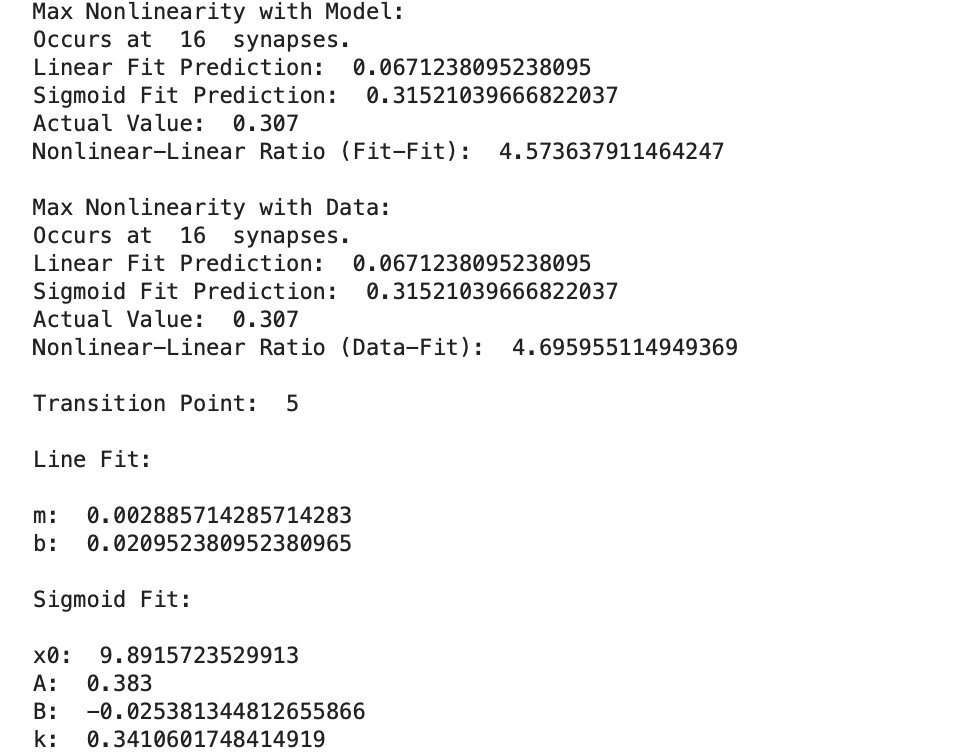 Max Nonlinearity with Model:
Occurs at  16  synapses.
Linear Fit Prediction:  0.0671238095238095
Sigmoid Fit Prediction:  0.31521039666822037
Actual Value:  0.307
Nonlinear-Linear Ratio (Fit-Fit):  4.573637911464247
Max Nonlinearity with Data:
Occurs at  16  synapses.
Linear Fit Prediction:  0.0671238095238095
Sigmoid Fit Prediction:  0.31521039666822037
Actual Value:  0.307
Nonlinear-Linear Ratio (Data-Fit):  4.695955114949369
Transition Point:  5
Line Fit:
m:  0.002885714285714283
b:  0.020952380952380965
Sigmoid Fit:
x0:  9.8915723529913
A:  0.383
B:  -0.025381344812655866
k:  0.3410601748414919